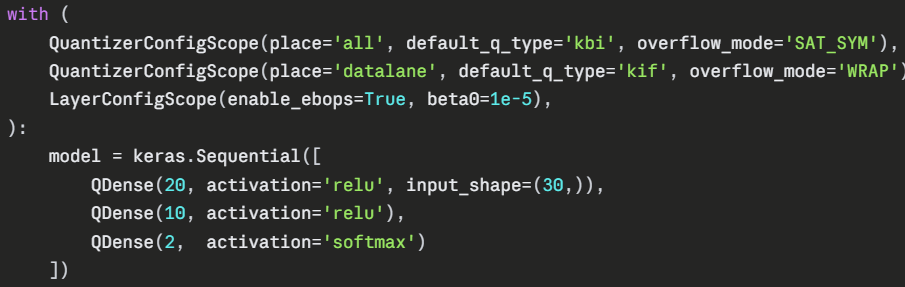 with (
    QuantizerConfigScope(place='all', default_q_type='kbi', overflow_mode='SAT_SYM'),
    QuantizerConfigScope(place='datalane', default_q_type='kif', overflow_mode='WRAP')
    LayerConfigScope(enable_ebops=True, beta0=1e-5),
):
    model = keras.Sequential([
        QDense(20, activation='relu', input_shape=(30,)),
        QDense(10, activation='relu'),
        QDense(2,  activation='softmax')
    ])